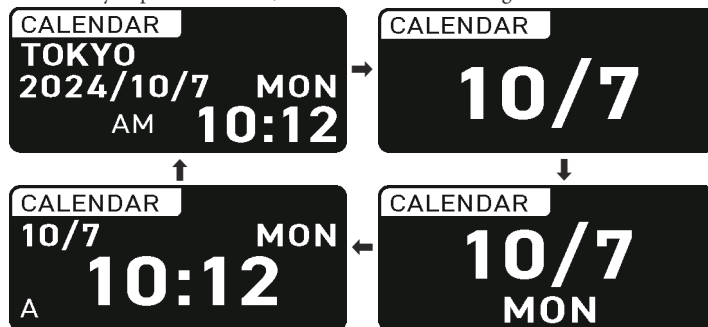 CALENDAR
TOKYO
2024/10/7 MON
AM 10:12
CALENDAR
10/7
CALENDAR
10/7 MON
10:12
A
CALENDAR
10/7
MON